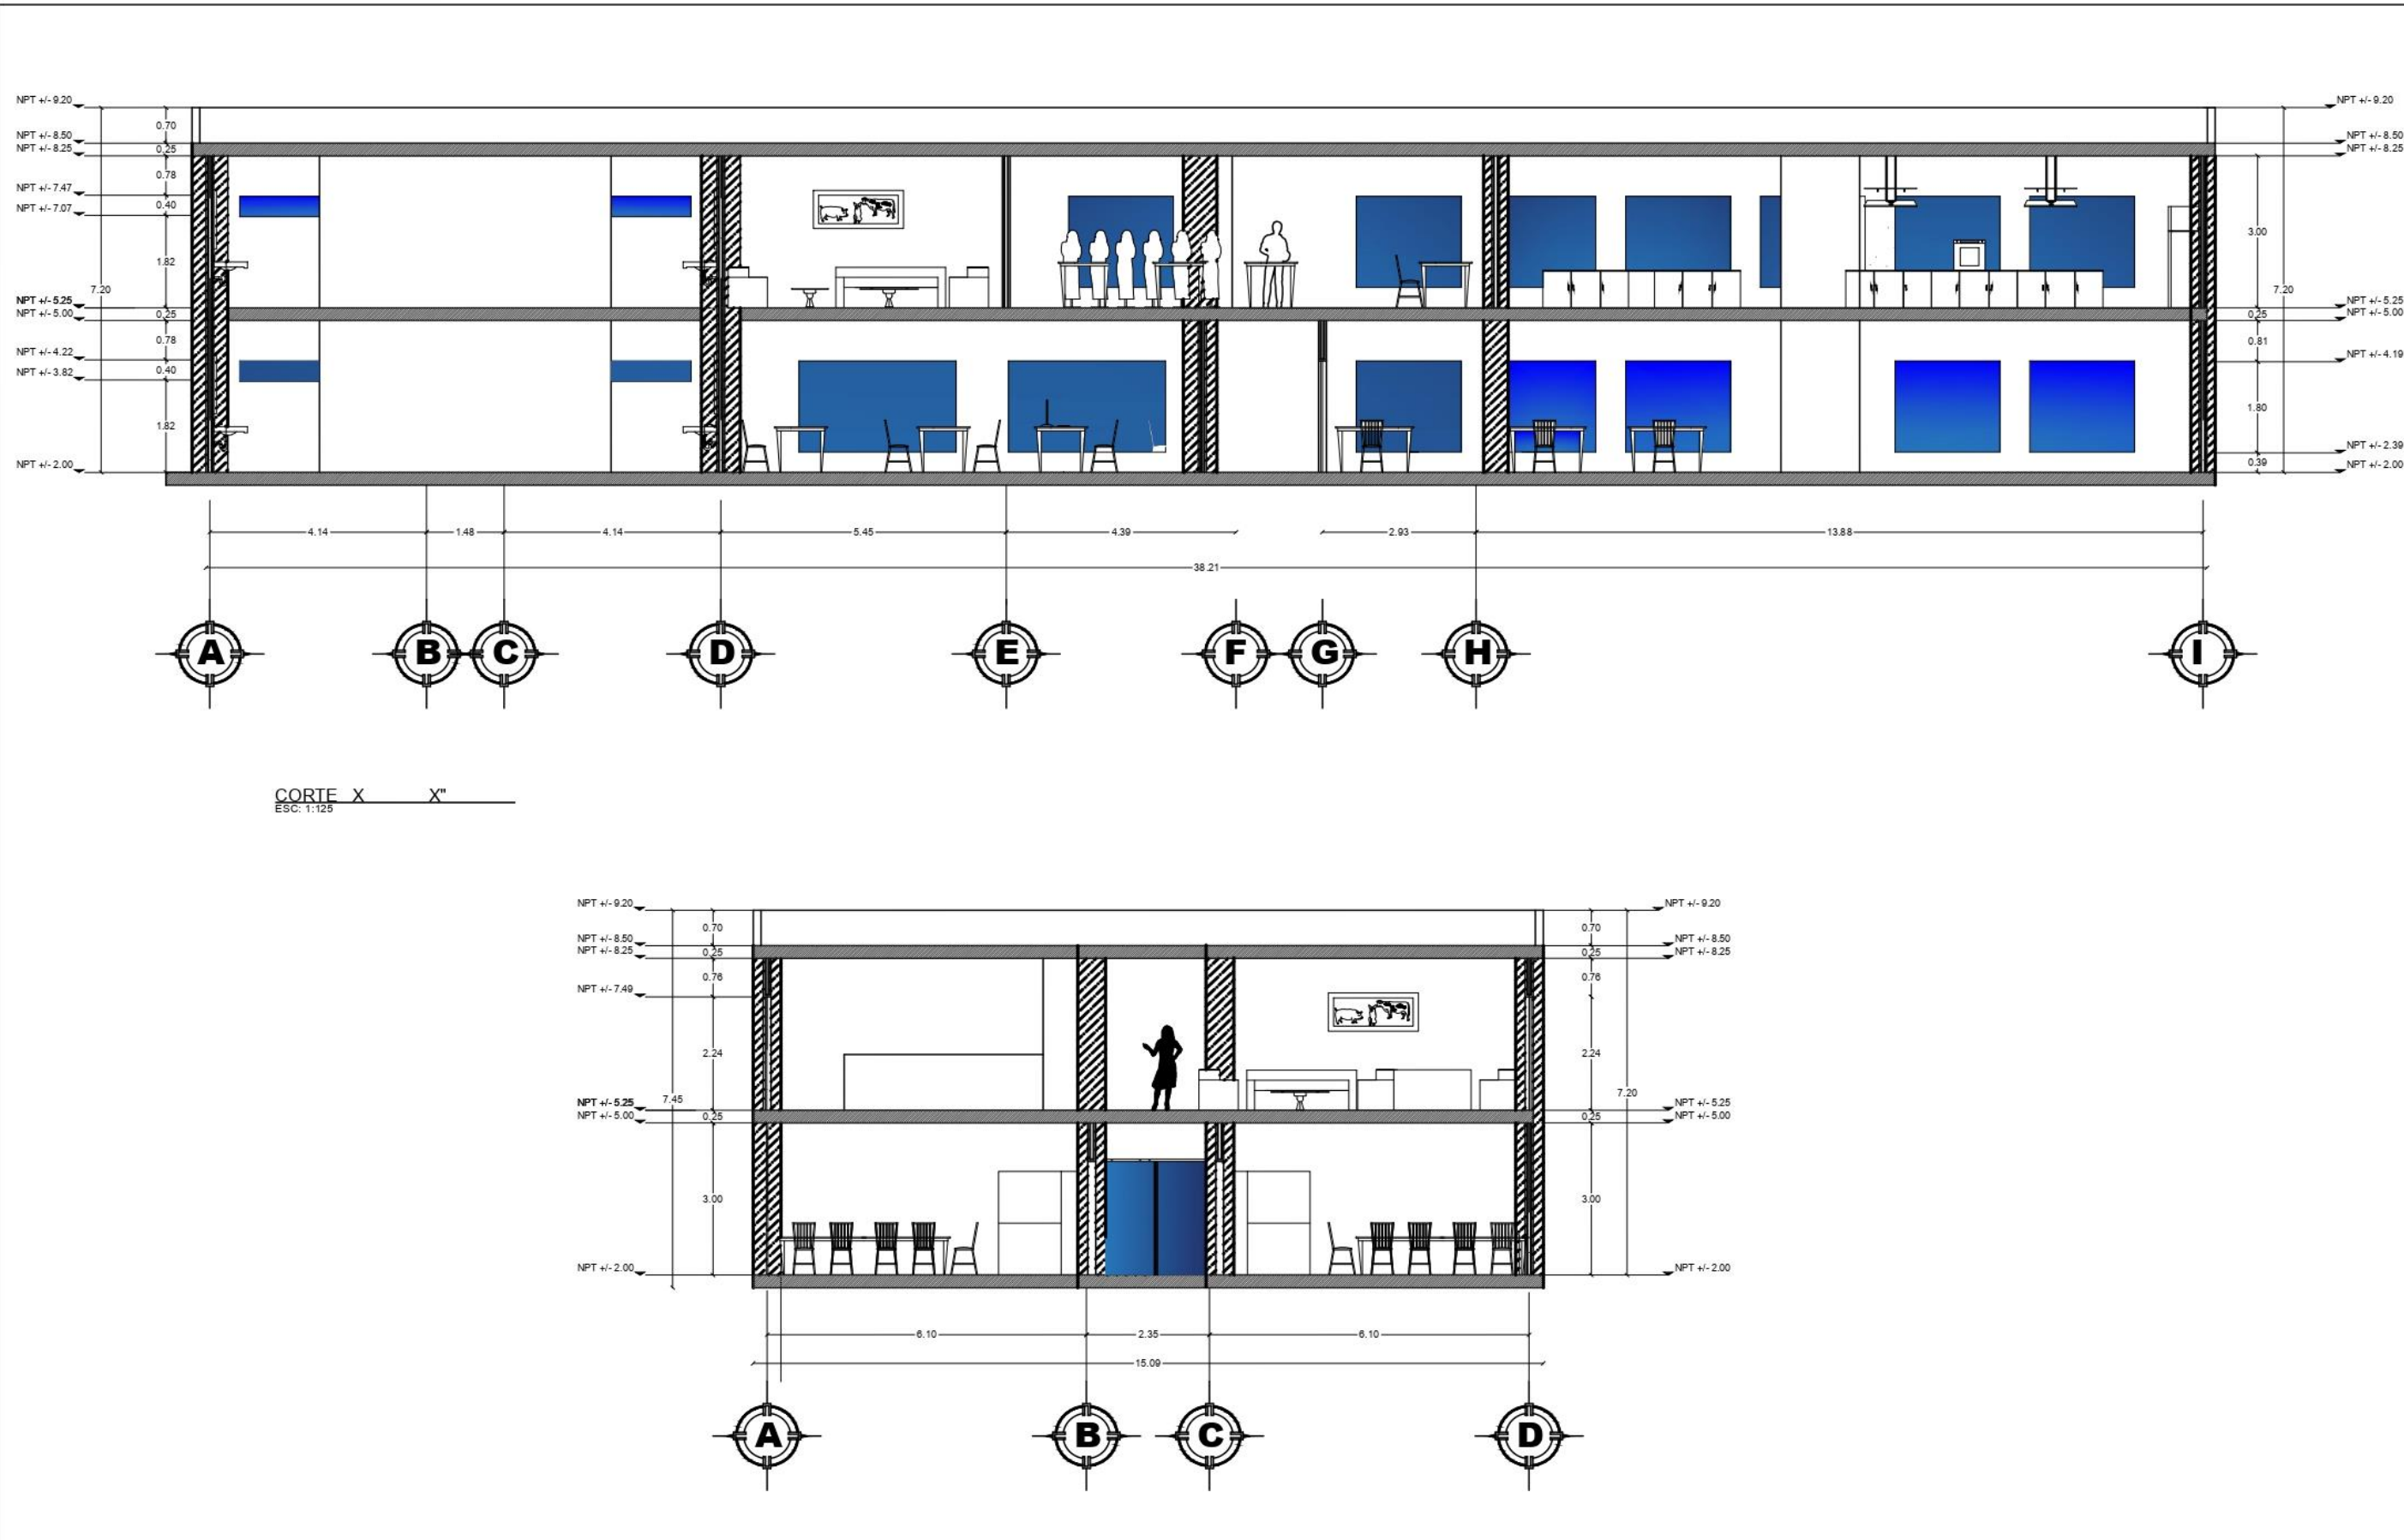 NPT +/- 9.20
NPT +/- 9.20
0.70
NPT +/- 8.50
NPT +/- 8.50
NPT +/- 8.25
0.25
NPT +/- 8.25
0.78
NPT +/- 7.47
0.40
NPT +/- 7.07
3.00
1.82
7.20
7.20
NPT +/- 5.25
NPT +/- 5.25
NPT +/- 5.00
0.25
0.25
NPT +/- 5.00
0.78
0.81
NPT +/- 4.22
NPT +/- 4.19
0.40
NPT +/- 3.82
1.82
1.80
NPT +/- 2.39
NPT +/- 2.00
0.39
NPT +/- 2.00
4.14 1.48 4.14 5.45 4.39 2.93 13.88
38.21
A B C D E F G H I
CORTE X X"
ESC: 1:125
NPT +/- 9.20
NPT +/- 9.20
0.70
0.70
NPT +/- 8.50
NPT +/- 8.50
NPT +/- 8.25
0.25
0.25
NPT +/- 8.25
0.76
0.76
NPT +/- 7.49
2.24
2.24
7.45
7.20
NPT +/- 5.25
NPT +/- 5.25
NPT +/- 5.00
0.25
0.25
NPT +/- 5.00
3.00
3.00
NPT +/- 2.00
NPT +/- 2.00
6.10 2.35 6.10
15.09
A B C D